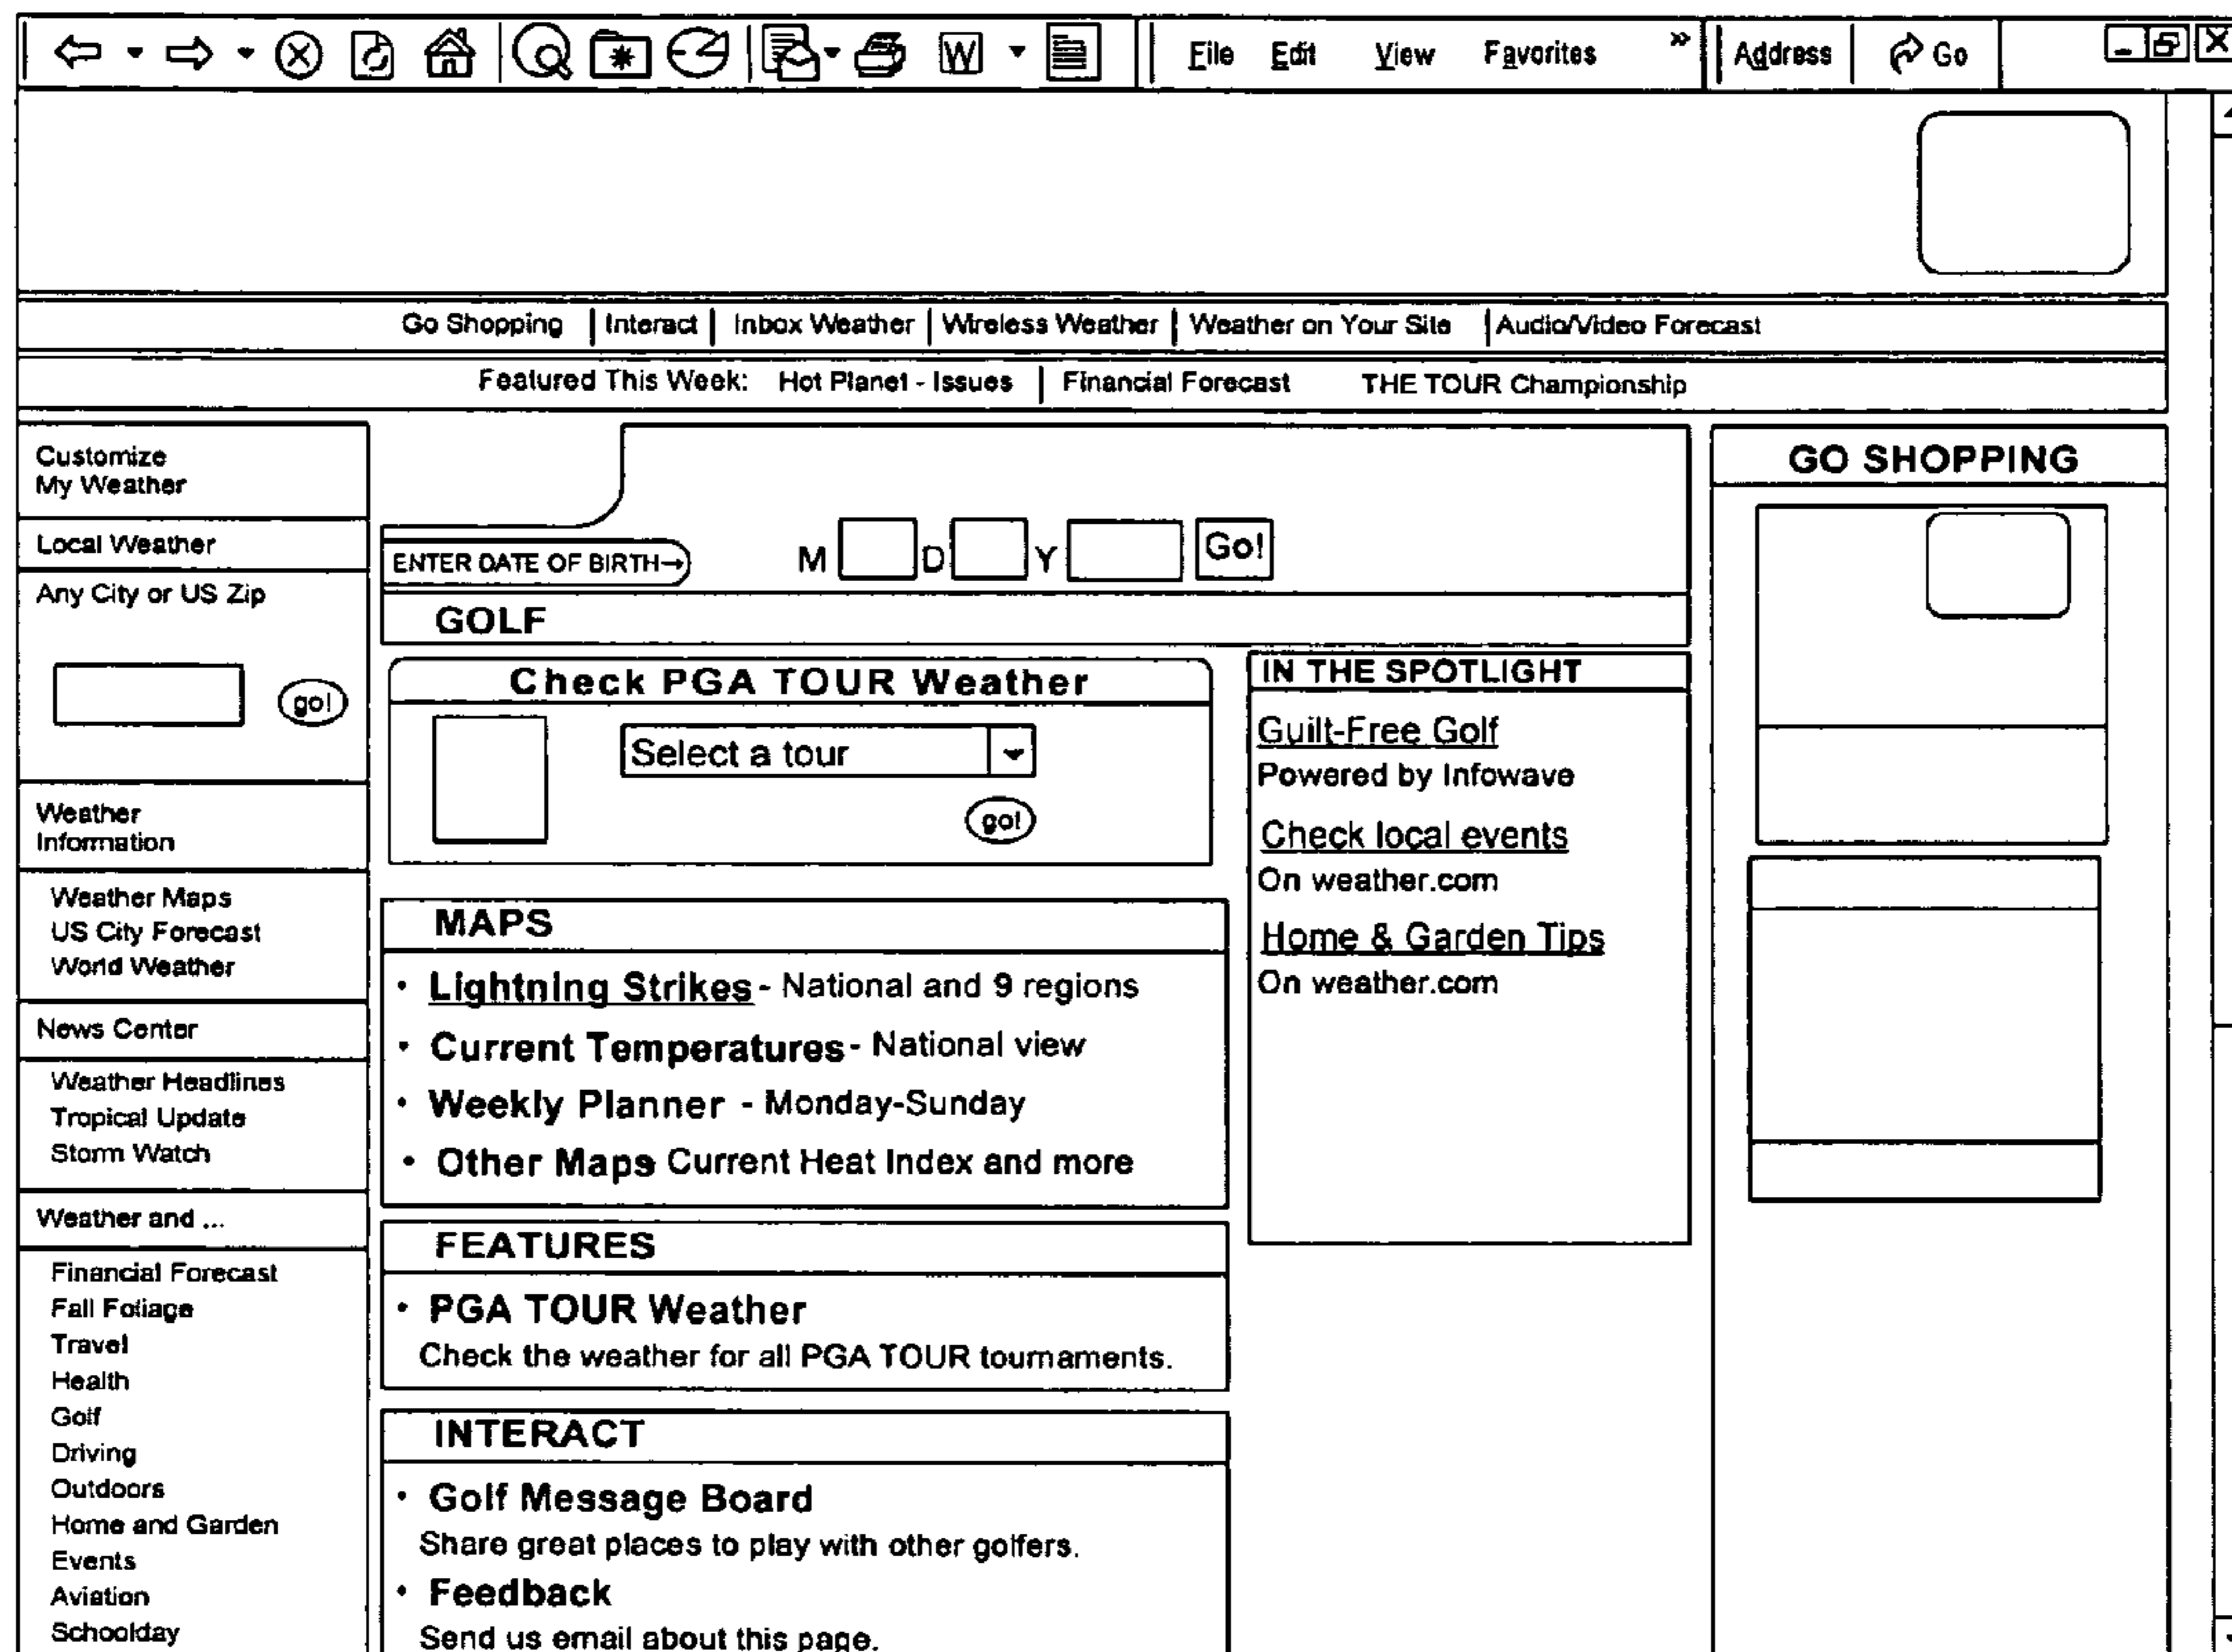 W File Edit View Favorites » Address Go
Go Shopping | Interact | Inbox Weather | Wireless Weather | Weather on Your Site | Audio/Video Forecast
Featured This Week: Hot Planet - Issues | Financial Forecast THE TOUR Championship
Customize
My Weather
Local Weather
Any City or US Zip
go!
Weather
Information
Weather Maps
US City Forecast
World Weather
News Center
Weather Headlines
Tropical Update
Storm Watch
Weather and ...
Financial Forecast
Fall Foliage
Travel
Health
Golf
Driving
Outdoors
Home and Garden
Events
Aviation
Schoolday
ENTER DATE OF BIRTH→ M D Y Go!
GOLF
Check PGA TOUR Weather
Select a tour
go!
MAPS
• Lightning Strikes - National and 9 regions
• Current Temperatures - National view
• Weekly Planner - Monday-Sunday
• Other Maps Current Heat Index and more
FEATURES
• PGA TOUR Weather
Check the weather for all PGA TOUR tournaments.
INTERACT
• Golf Message Board
Share great places to play with other golfers.
• Feedback
Send us email about this page.
IN THE SPOTLIGHT
Guilt-Free Golf
Powered by Infowave
Check local events
On weather.com
Home & Garden Tips
On weather.com
GO SHOPPING